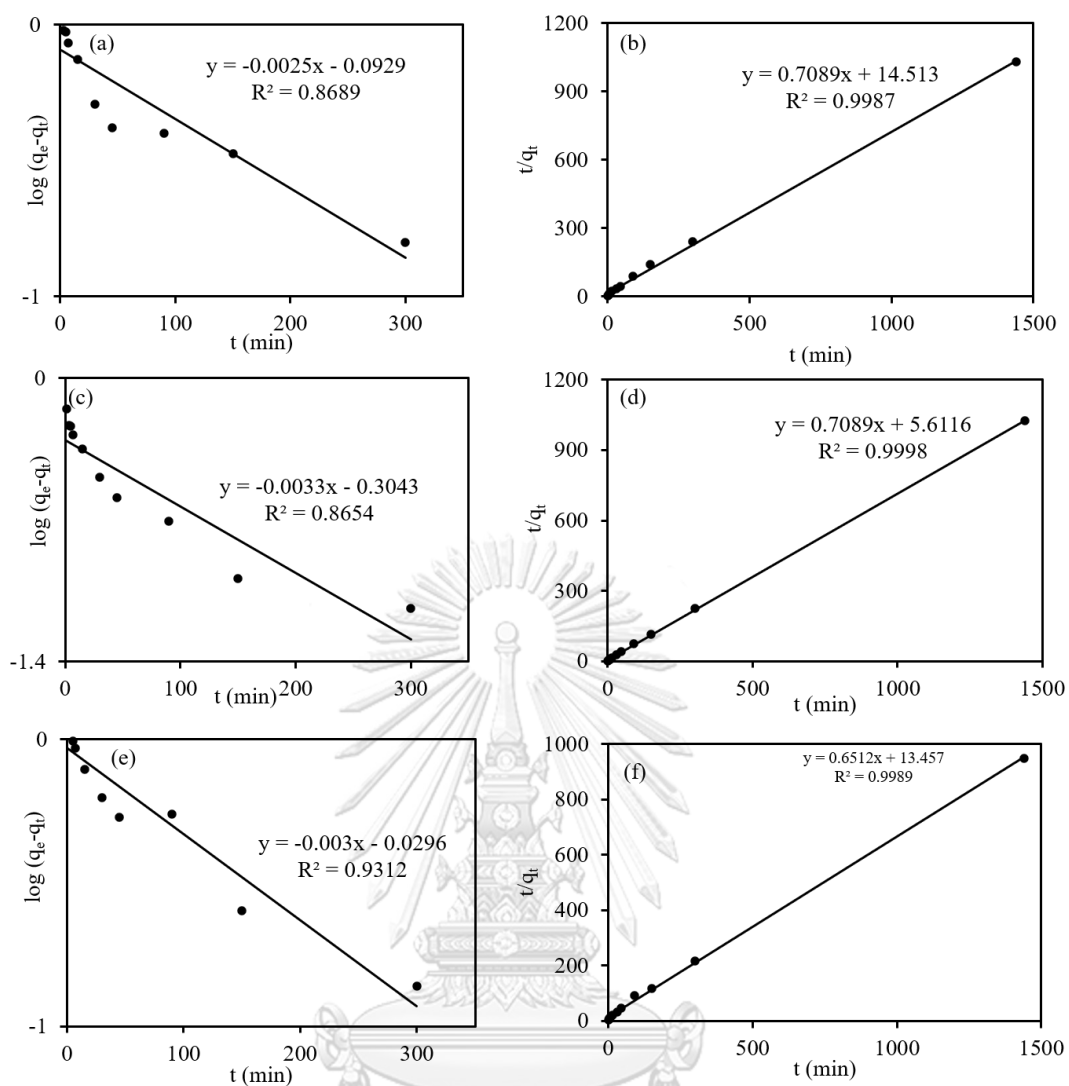 (a)
y = -0.0025x - 0.0929
R² = 0.8689
log (qₑ-qₜ)
0
-1
0 100 200 300
t (min)
(b)
y = 0.7089x + 14.513
R² = 0.9987
t/qₜ
1200
900
600
300
0
0 500 1000 1500
t (min)
(c)
y = -0.0033x - 0.3043
R² = 0.8654
log (qₑ-qₜ)
0
-1.4
0 100 200 300
t (min)
(d)
y = 0.7089x + 5.6116
R² = 0.9998
t/qₜ
1200
900
600
300
0
0 500 1000 1500
t (min)
(e)
y = -0.003x - 0.0296
R² = 0.9312
log (qₑ-qₜ)
0
-1
0 100 200 300
t (min)
(f)
y = 0.6512x + 13.457
R² = 0.9989
t/qₜ
1000
800
600
400
200
0
0 500 1000 1500
t (min)